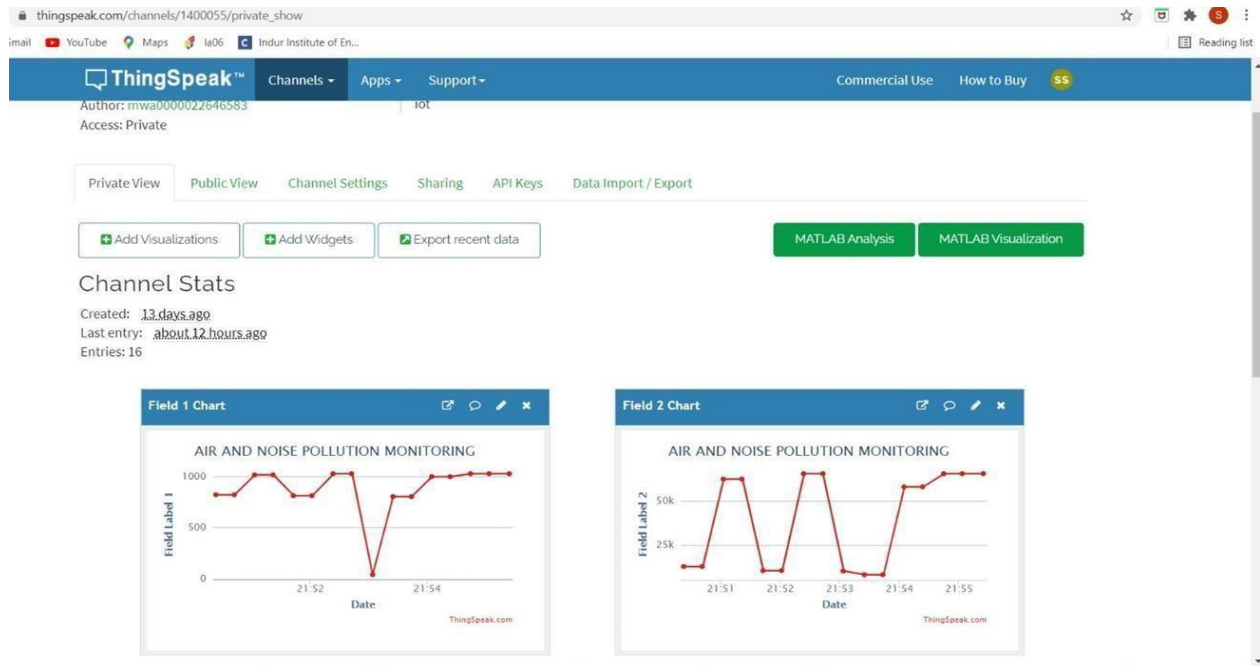 thingspeak.com/channels/1400055/private_show
S
YouTube Maps la06 Indur Institute of En... Reading list
ThingSpeak™ Channels Apps Support Commercial Use How to Buy SS
Author: mwa0000022646583 iot
Access: Private
Private View Public View Channel Settings Sharing API Keys Data Import / Export
Add Visualizations Add Widgets Export recent data MATLAB Analysis MATLAB Visualization
Channel Stats
Created: 13 days ago
Last entry: about 12 hours ago
Entries: 16
Field 1 Chart
AIR AND NOISE POLLUTION MONITORING
Field Label 1
1000
500
0
21:52 21:54
Date
ThingSpeak.com
Field 2 Chart
AIR AND NOISE POLLUTION MONITORING
Field Label 2
50k
25k
21:51 21:52 21:53 21:54 21:55
Date
ThingSpeak.com